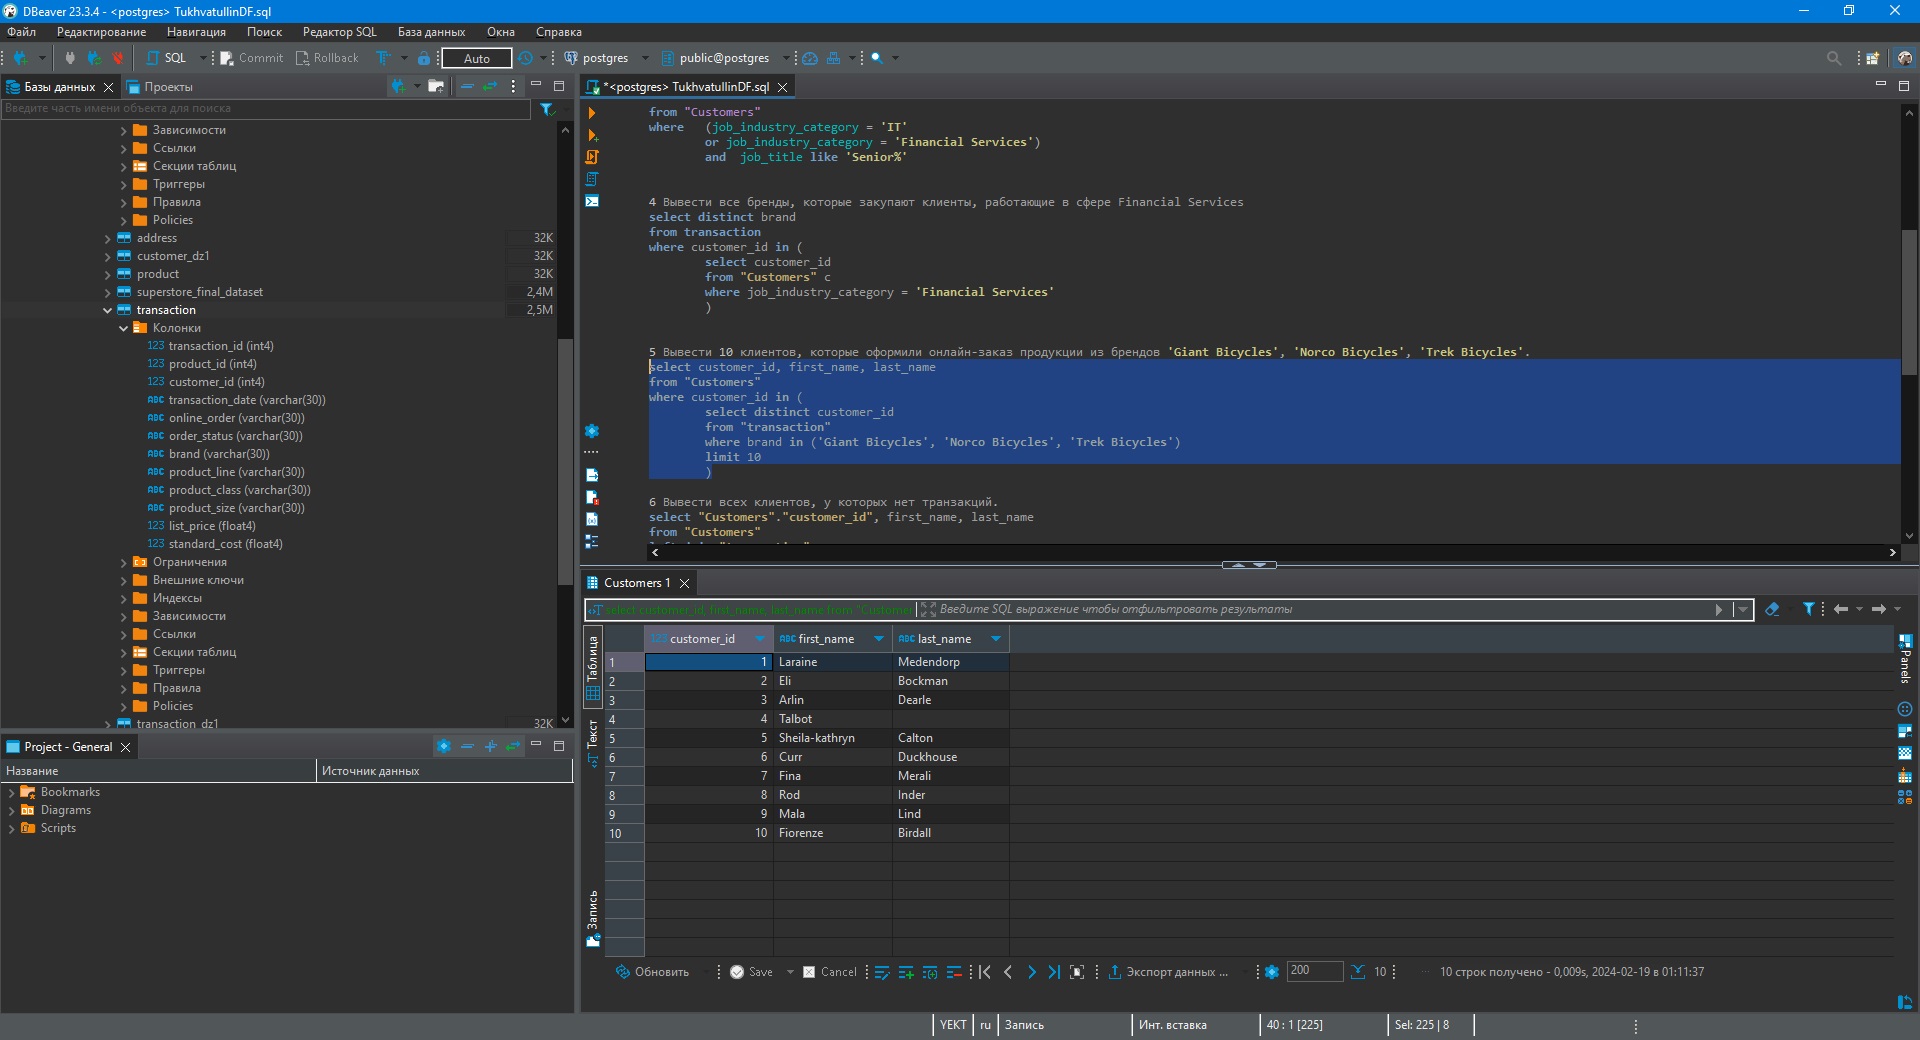 DBeaver 23.3.4 - <postgres> TukhvatullinDF.sql
Файл Редактирование Навигация Поиск Редактор SQL База данных Окна Справка
SQL Commit Rollback Auto postgres public@postgres
Базы данных Проекты
Введите часть имени объекта для поиска
Зависимости
Ссылки
Секции таблиц
Триггеры
Правила
Policies
address 32K
customer_dz1 32K
product 32K
superstore_final_dataset 2,4M
transaction 2,5M
Колонки
123 transaction_id (int4)
123 product_id (int4)
123 customer_id (int4)
ABC transaction_date (varchar(30))
ABC online_order (varchar(30))
ABC order_status (varchar(30))
ABC brand (varchar(30))
ABC product_line (varchar(30))
ABC product_class (varchar(30))
ABC product_size (varchar(30))
123 list_price (float4)
123 standard_cost (float4)
Ограничения
Внешние ключи
Индексы
Зависимости
Ссылки
Секции таблиц
Триггеры
Правила
Policies
transaction_dz1 32K
Project - General
Название Источник данных
Bookmarks
Diagrams
Scripts
*<postgres> TukhvatullinDF.sql
from "Customers"
where (job_industry_category = 'IT'
or job_industry_category = 'Financial Services')
and job_title like 'Senior%'
4 Вывести все бренды, которые закупают клиенты, работающие в сфере Financial Services
select distinct brand
from transaction
where customer_id in (
select customer_id
from "Customers" c
where job_industry_category = 'Financial Services'
)
5 Вывести 10 клиентов, которые оформили онлайн-заказ продукции из брендов 'Giant Bicycles', 'Norco Bicycles', 'Trek Bicycles'.
select customer_id, first_name, last_name
from "Customers"
where customer_id in (
select distinct customer_id
from "transaction"
where brand in ('Giant Bicycles', 'Norco Bicycles', 'Trek Bicycles')
limit 10
)
6 Вывести всех клиентов, у которых нет транзакций.
select "Customers"."customer_id", first_name, last_name
from "Customers"
Customers 1
select customer_id, first_name, last_name from "Customer Введите SQL выражение чтобы отфильтровать результаты
Таблица
Текст
Запись
Panels
123 customer_id ABC first_name ABC last_name
1 1 Laraine Medendorp
2 2 Eli Bockman
3 3 Arlin Dearle
4 4 Talbot
5 5 Sheila-kathryn Calton
6 6 Curr Duckhouse
7 7 Fina Merali
8 8 Rod Inder
9 9 Mala Lind
10 10 Fiorenze Birdall
Обновить Save Cancel Экспорт данных ... 200 10 10 строк получено - 0,009s, 2024-02-19 в 01:11:37
YEKT ru Запись Инт. вставка 40 : 1 [225] Sel: 225 | 8